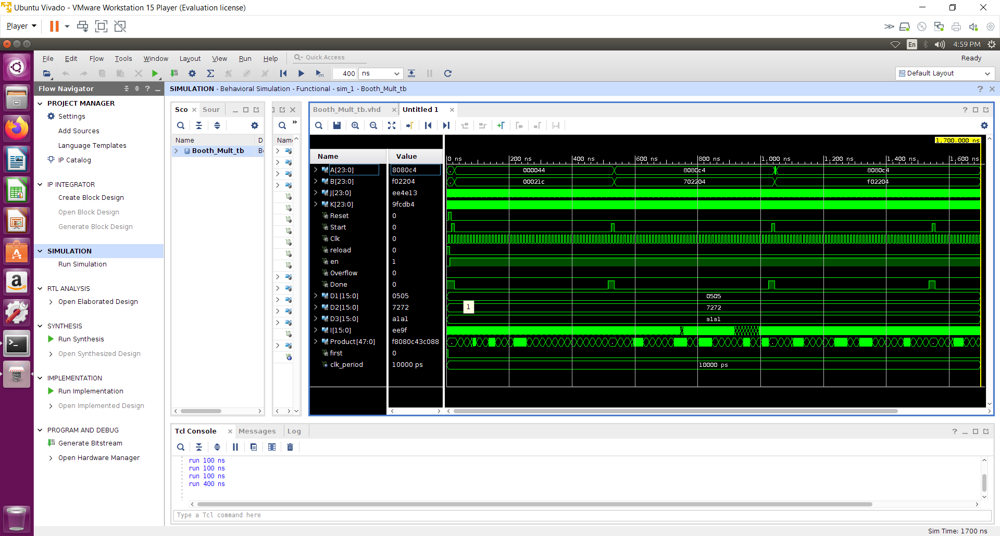 Ubuntu Vivado - VMware Workstation 15 Player (Evaluation license)
Player
En
4:59 PM
File Edit Flow Tools Window Layout View Run Help
Quick Access
Ready
400 ns
Default Layout
Flow Navigator
SIMULATION - Behavioral Simulation - Functional - sim_1 - Booth_Mult_tb
PROJECT MANAGER
Settings
Add Sources
Language Templates
IP Catalog
IP INTEGRATOR
Create Block Design
Open Block Design
Generate Block Design
SIMULATION
Run Simulation
RTL ANALYSIS
Open Elaborated Design
SYNTHESIS
Run Synthesis
Open Synthesized Design
IMPLEMENTATION
Run Implementation
Open Implemented Design
PROGRAM AND DEBUG
Generate Bitstream
Open Hardware Manager
Sco Sour
Name D
Booth_Mult_tb
Name
Booth_Mult_tb.vhd Untitled 1
1,700.000 ns
Name Value
0 ns 200 ns 400 ns 600 ns 800 ns 1,000 ns 1,200 ns 1,400 ns 1,600 ns
A[23:0] 8080c4 000044 8080c4 8080c4
B[23:0] f02204 00021c 702204 f02204
J[23:0] ee4e13
K[23:0] 9fcdb4
Reset 0
Start 0
Clk 0
reload 0
en 1
Overflow 0
Done 0
D1[15:0] 0505 0505
D2[15:0] 7272 7272
1
D3[15:0] a1a1 a1a1
I[15:0] ee9f
Product[47:0] f8080c43c088
first 0
clk_period 10000 ps 10000 ps
Tcl Console Messages Log
run 100 ns
run 100 ns
run 100 ns
run 400 ns
Type a Tcl command here
Sim Time: 1700 ns